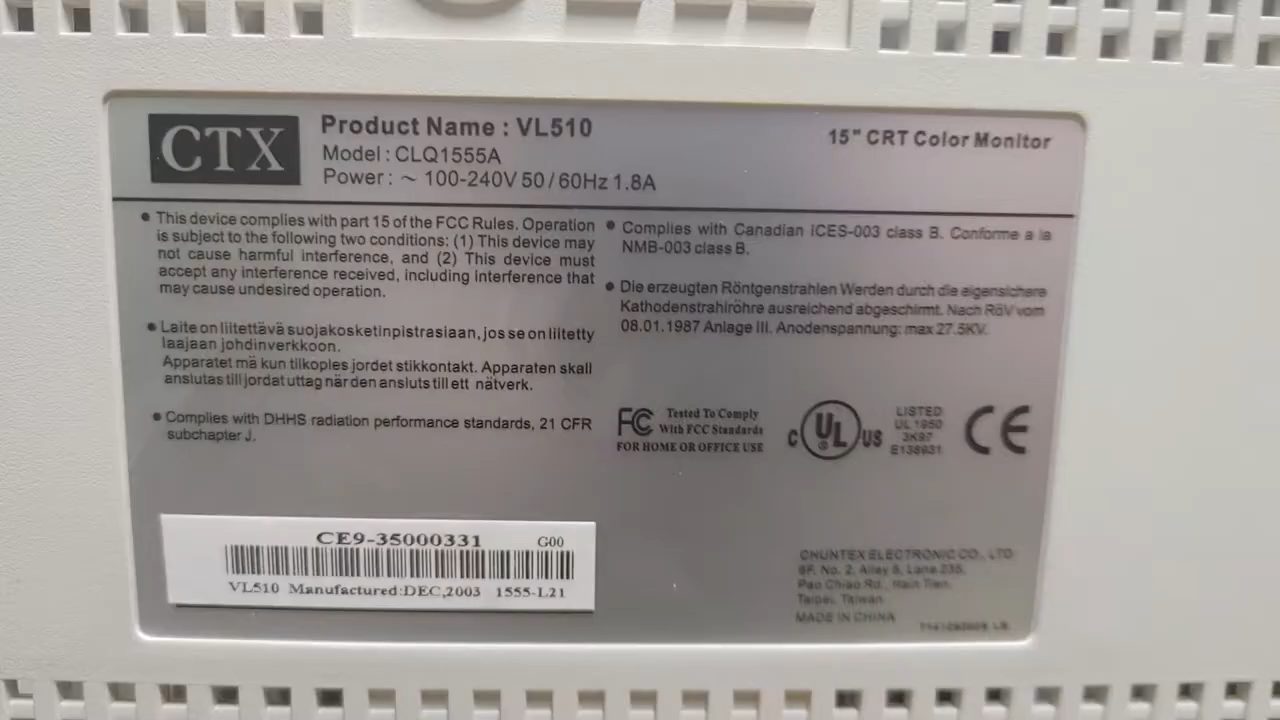 CTX
Product Name : VL510
Model : CLQ1555A
Power : ~ 100-240V 50/60Hz 1.8A
15" CRT Color Monitor
• This device complies with part 15 of the FCC Rules. Operation
is subject to the following two conditions: (1) This device may
not cause harmful interference, and (2) This device must
accept any interference received, including interference that
may cause undesired operation.
• Laite on liitettävä suojakosketinpistrasiaan, jos se on liitetty
laajaan johdinverkkoon.
Apparatet må kun tilkoples jordet stikkontakt. Apparaten skall
anslutas till jordat uttag när den ansluts till ett nätverk.
• Complies with DHHS radiation performance standards, 21 CFR
subchapter J.
• Complies with Canadian ICES-003 class B. Conforme a la
NMB-003 class B.
• Die erzeugten Röntgenstrahlen Werden durch die eigensichere
Kathodenstrahlröhre ausreichend abgeschirmt. Nach RöV vom
08.01.1987 Anlage III. Anodenspannung: max 27.5KV.
FC Tested To Comply
With FCC Standards
FOR HOME OR OFFICE USE
C UL US
®
LISTED
UL 1950
3K97
E138931
CE
CE9-35000331 G00
VL510 Manufactured:DEC,2003 1555-L21
CHUNTEX ELECTRONIC CO., LTD
6F, No. 2, Alley 6, Lane 235,
Pao Chiao Rd., Hsin Tien,
Taipei, Taiwan
MADE IN CHINA